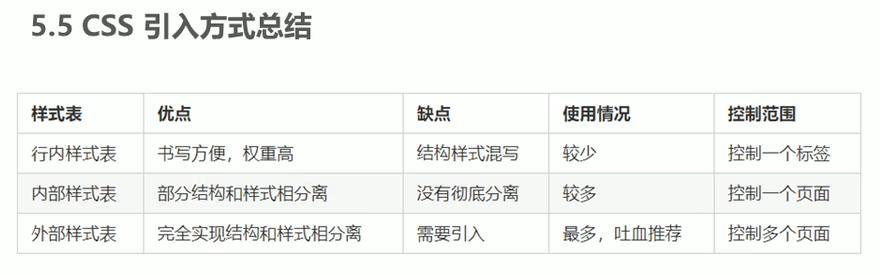 5.5 CSS 引入方式总结
样式表 优点 缺点 使用情况 控制范围
行内样式表 书写方便，权重高 结构样式混写 较少 控制一个标签
内部样式表 部分结构和样式相分离 没有彻底分离 较多 控制一个页面
外部样式表 完全实现结构和样式相分离 需要引入 最多，吐血推荐 控制多个页面